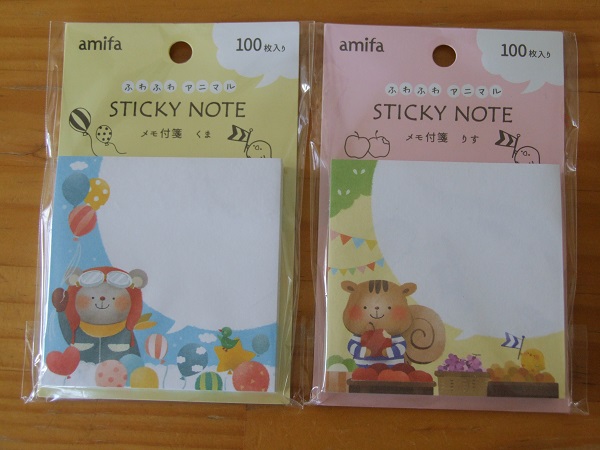 amifa
100枚入り
ふわふわ アニマル
STICKY NOTE
メモ付箋 くま
amifa
100枚入り
ふわふわ アニマル
STICKY NOTE
メモ付箋 りす